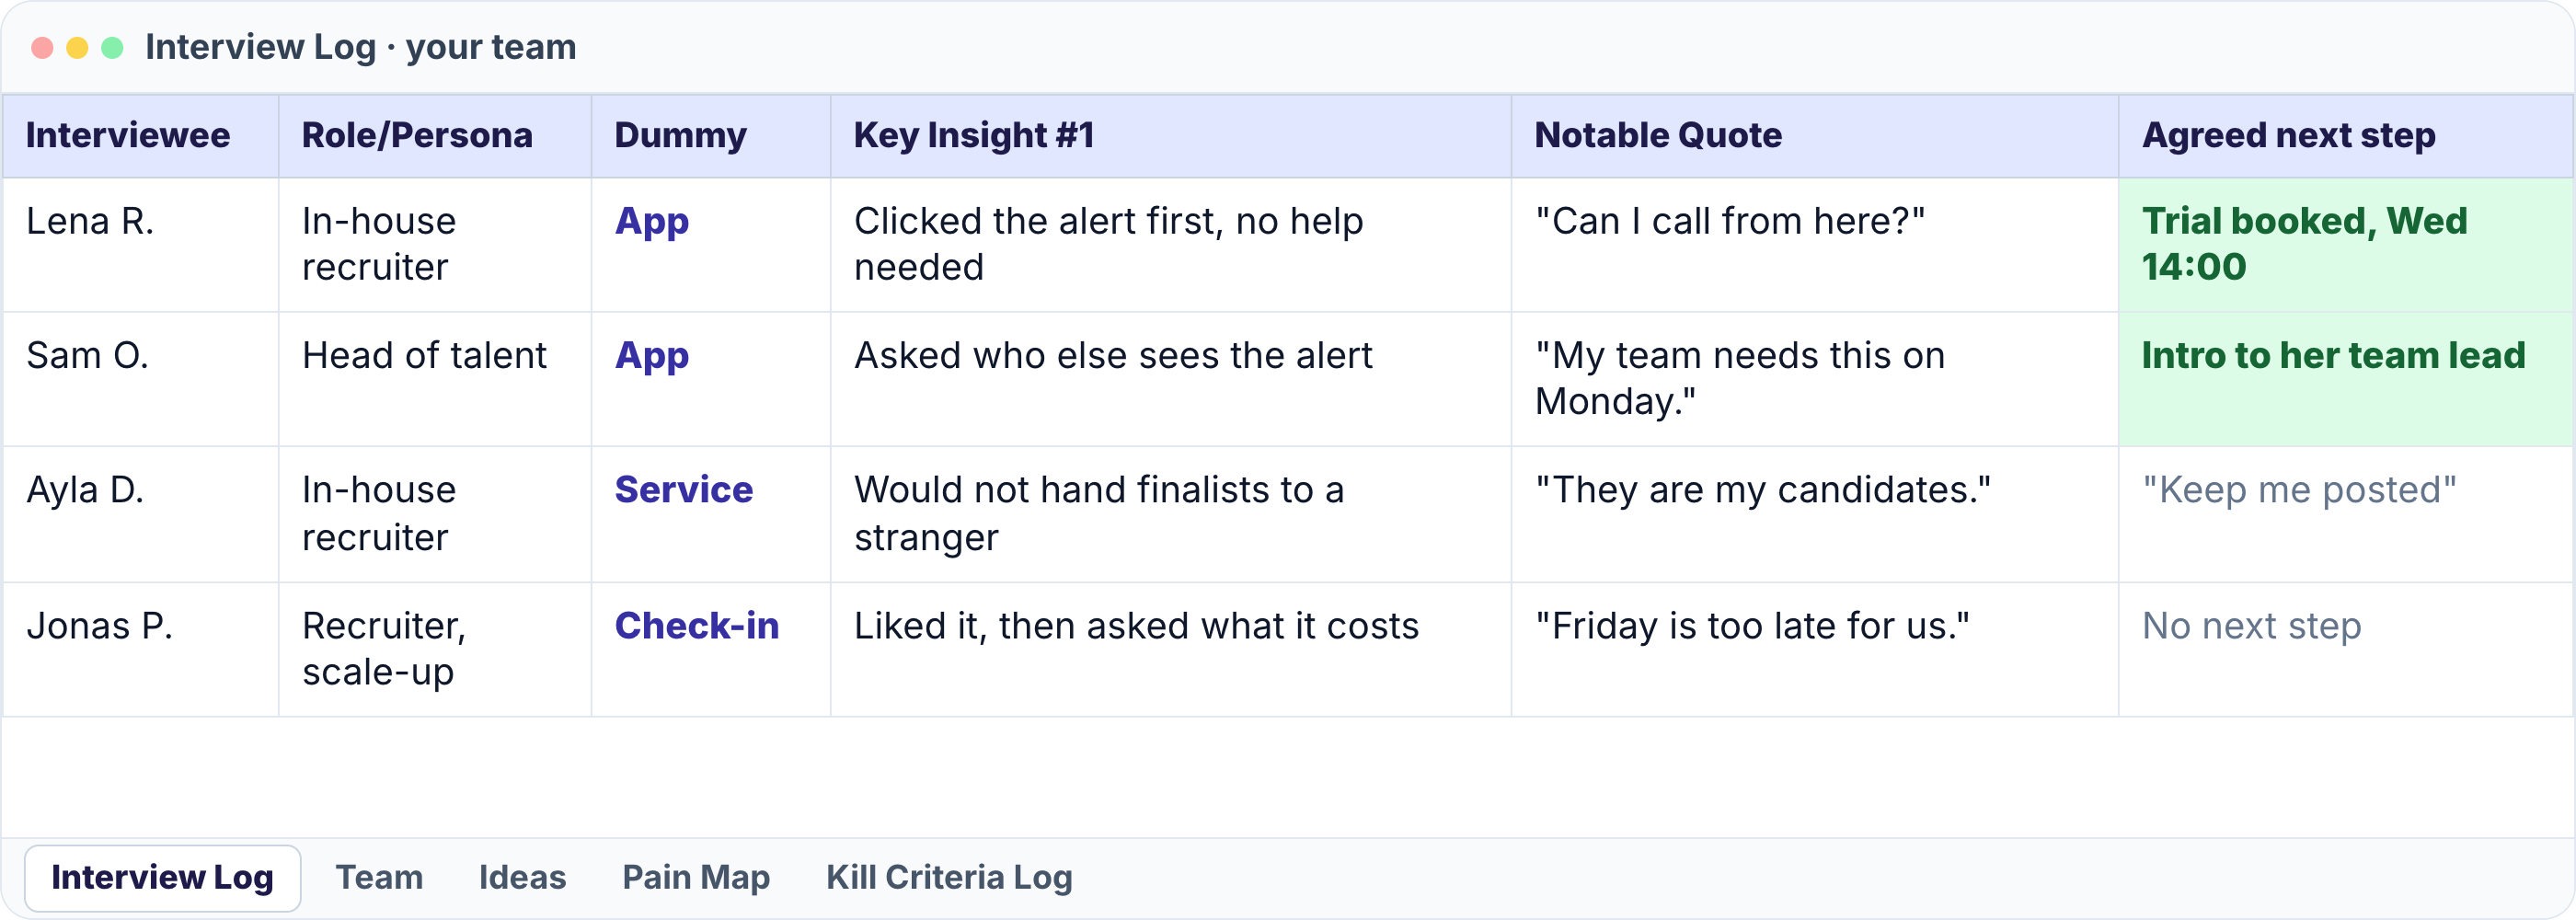 Interview Log · your team
Interviewee
Role/Persona
Dummy
Key Insight #1
Notable Quote
Agreed next step
Lena R.
In-house
recruiter
App
Clicked the alert first, no help
needed
"Can I call from here?"
Trial booked, Wed
14:00
Sam O.
Head of talent
App
Asked who else sees the alert
"My team needs this on
Monday."
Intro to her team lead
Ayla D.
In-house
recruiter
Service
Would not hand finalists to a
stranger
"They are my candidates."
"Keep me posted"
Jonas P.
Recruiter,
scale-up
Check-in
Liked it, then asked what it costs
"Friday is too late for us."
No next step
Interview Log
Team
Ideas
Pain Map
Kill Criteria Log